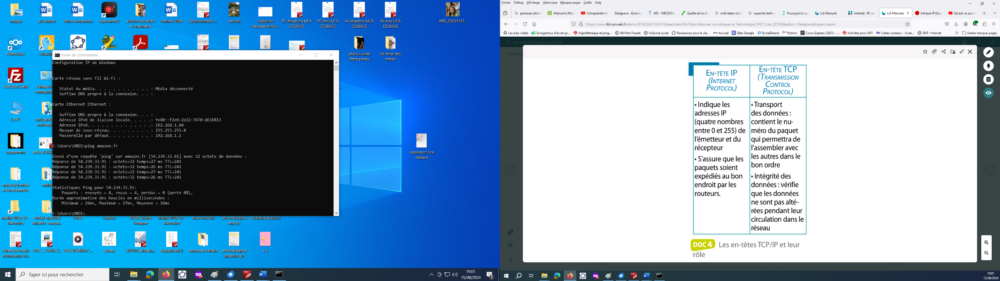 Images
plu cusset
lettre combacon
ApowerREC
photos de dédé
et marinette
rentrée 2024
Questionnaire-...
pelican
signature
desiage christi...
RC Angelina LICA
DESIAGE
RC Ana LICA
DESIAGE
IA Angelina LICA
DESIAGE
IA Ana LICA
DESIAGE
IMG_20231121...
Nextcloud
Scratch
photos anne
fette poney
dé fetet des
meres
FileZilla Client
Panneau
configurat
Ce PC
navigateu
message
rangement
LePal_1284
medical famille
et livret famille
maths
passeport lica
daniela
Invite de commandes
Configuration IP de Windows
Carte réseau sans fil Wi-Fi :
Statut du média. . . . . . . . . . . . : Média déconnecté
Suffixe DNS propre à la connexion. . . :
Carte Ethernet Ethernet :
Suffixe DNS propre à la connexion. . . :
Adresse IPv6 de liaison locale. . . . .: fe80::f2e6:2e22:3978:d61b%13
Adresse IPv4. . . . . . . . . . . . . .: 192.168.1.84
Masque de sous-réseau. . . . . . . . . : 255.255.255.0
Passerelle par défaut. . . . . . . . . : 192.168.1.1
C:\Users\ORDI>ping amazon.fr
Envoi d’une requête 'ping' sur amazon.fr [54.239.33.91] avec 32 octets de données :
Réponse de 54.239.33.91 : octets=32 temps=27 ms TTL=241
Réponse de 54.239.33.91 : octets=32 temps=26 ms TTL=241
Réponse de 54.239.33.91 : octets=32 temps=27 ms TTL=241
Réponse de 54.239.33.91 : octets=32 temps=26 ms TTL=241
Statistiques Ping pour 54.239.33.91:
Paquets : envoyés = 4, reçus = 4, perdus = 0 (perte 0%),
Durée approximative des boucles en millisecondes :
Minimum = 26ms, Maximum = 27ms, Moyenne = 26ms
C:\Users\ORDI>
maths 2021-22 -
Raccourci
Forfait mobilité
durable_ce.dpe...
ORDI
randos
PADD plaine
limagne
maths 2024-25 -
Raccourci
essai maison
acte naissance
ana p1
boarding-pass(1)
Fiches de voeux
professeurs cit...
DDT_-_24-06-2...
VID_20240617_...
poney
202107_etudein...
signatures(1)
annonces terrain
acte naissance
angelina p1
j o
Taper ici pour rechercher
19:01
15/08/2024
2
Fichier Édition Affichage Historique Marque-pages Outils Aide
panneau attenti
Webcams Mont
Comprendre le
Delagrave – Exercice
WD - WD2500A
Quelle est la dif
ordinateur acha
capacité réelle d
Pourquoi la cap
Lib Manuels
Internet : IP, un
Lib Manuels
Adresse IP [Spé
Qu'est-ce que l
https://www.libmanuels.fr/demo/9782206103570/specimen/46/?title=Sciences numériques et Technologie (SNT) 2de (2019)&editor=Delagrave&type=classic
Les plus visités
Enregistreur d'écran gr...
Algorithmique et prog...
404 Not Found
ViaScola Lycée
Ressources pour la cla...
Accueil
Sites Google
EcoleDirecte
Python
Cours Express (2021) - ...
Activités pour SNT
Cartes cadeaux - Avan...
SNT : Internet
Autres marque-pages
Accueil Bibliothèque Démo
Somma
EN-TÊTE IP
(INTERNET
PROTOCOL)
• Indique les
adresses IP
(quatre nombres
entre 0 et 255) de
l’émetteur et du
récepteur
• S’assure que les
paquets soient
expédiés au bon
endroit par les
routeurs.
EN-TÊTE TCP
(TRANSMISSION
CONTROL
PROTOCOL)
• Transport
des données :
contient le nu-
méro du paquet
qui permettra de
l’assembler avec
les autres dans le
bon ordre
• Intégrité des
données : vérifie
que les données
ne sont pas alté-
rées pendant leur
circulation dans le
réseau
DOC 4 Les en-têtes TCP/IP et leur
rôle
19:01
15/08/2024